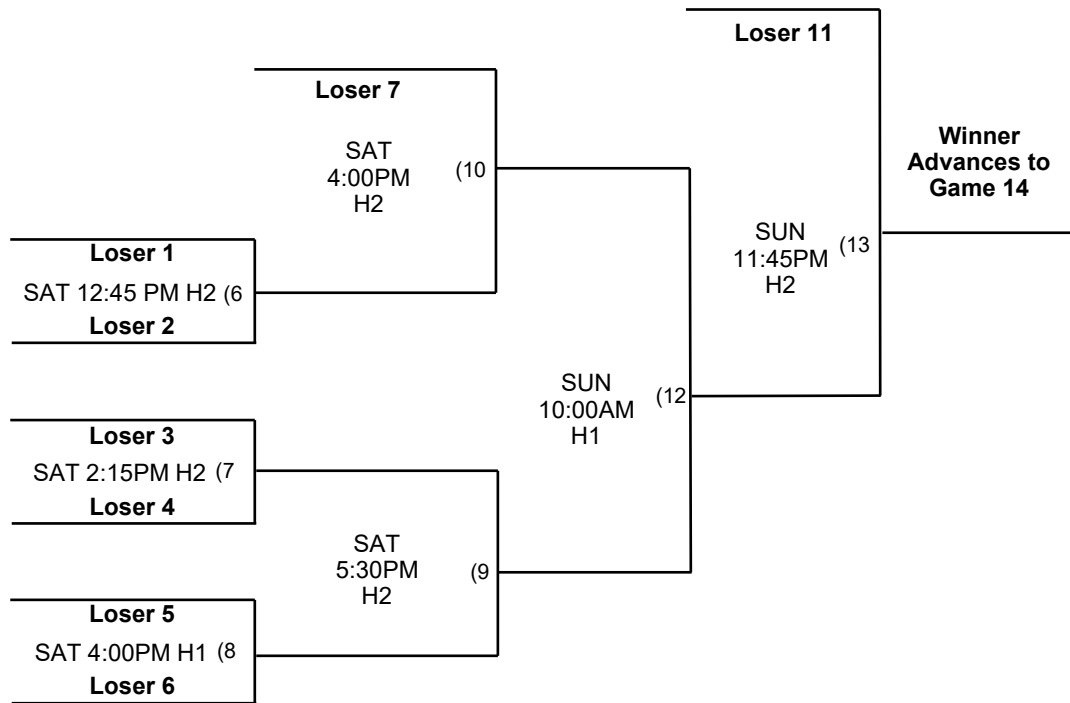 Loser 11
Loser 7
Winner
Advances to
Game 14
SAT
4:00PM
H2
(10
SUN
11:45PM
H2
(13
Loser 1
SAT 12:45 PM H2 (6
Loser 2
SUN
10:00AM
H1
(12
Loser 3
SAT 2:15PM H2 (7
Loser 4
SAT
5:30PM
H2
(9
Loser 5
SAT 4:00PM H1 (8
Loser 6